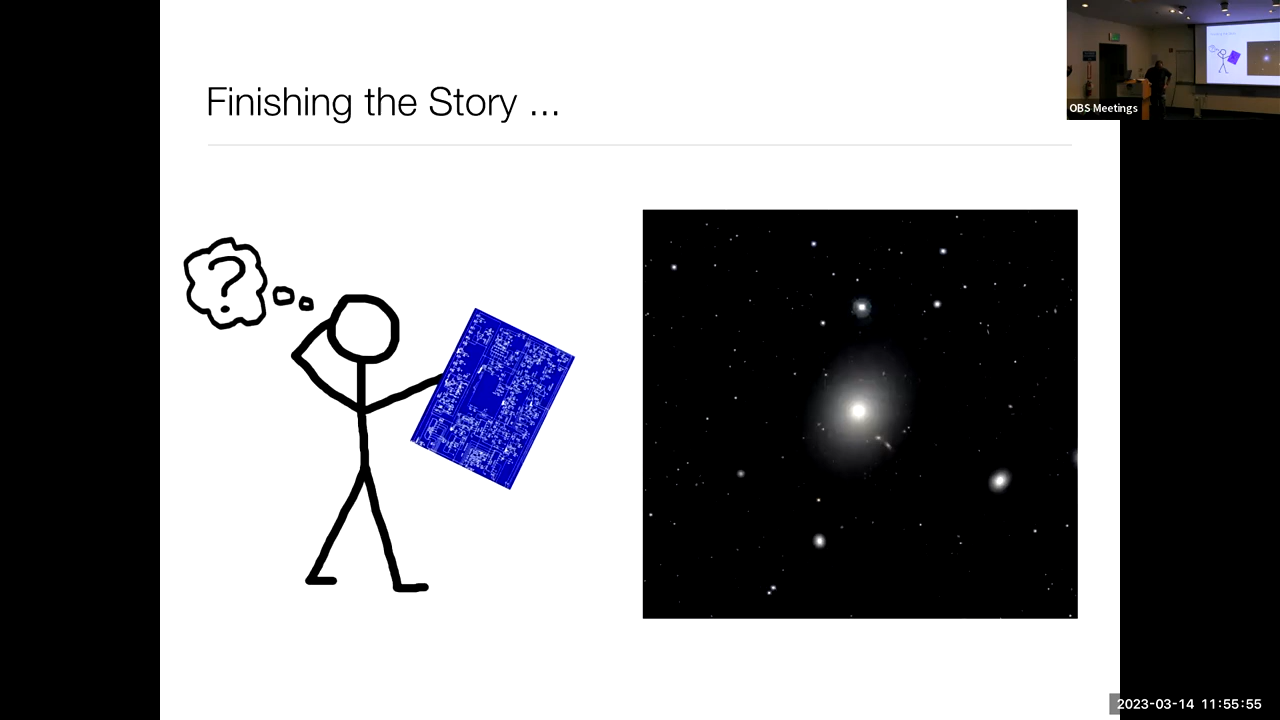 Finishing the Story ...
OBS Meetings
?
2023-03-14 11:55:55